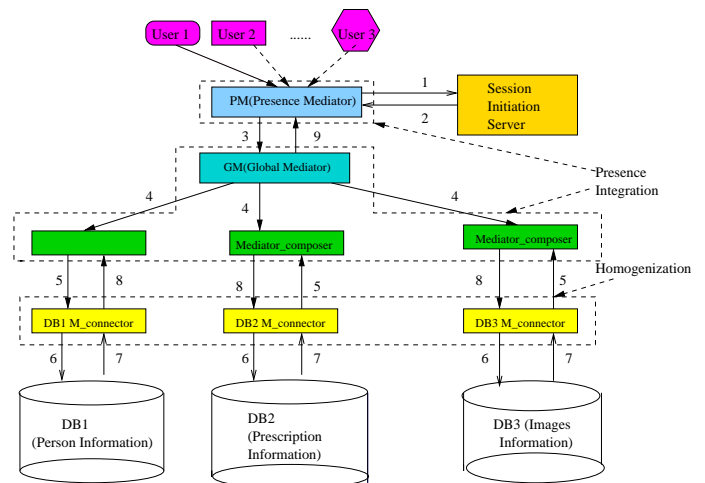 User 1
User 2
......
User 3
PM(Presence Mediator)
1
2
Session
Initiation
Server
3
9
GM(Global Mediator)
Presence
Integration
4
4
4
Mediator_composer
Mediator_composer
5
8
8
5
8
5
Homogenization
DB1 M_connector
DB2 M_connector
DB3 M_connector
6
7
6
7
6
7
DB1
(Person Information)
DB2
(Prescription
Information)
DB3 (Images
Information)